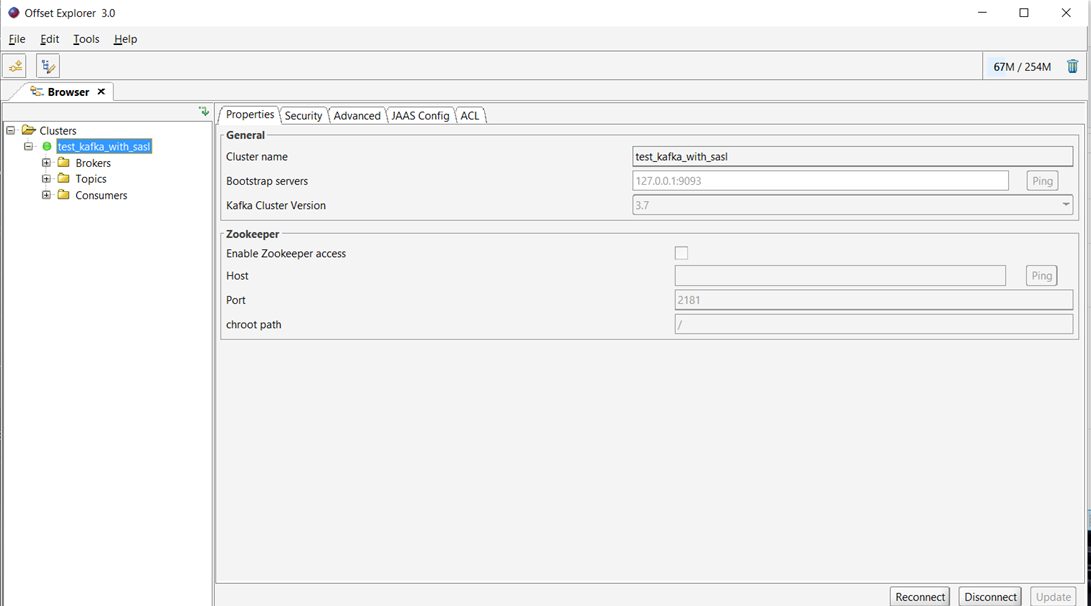 Offset Explorer 3.0
File Edit Tools Help
67M / 254M
Browser
Clusters
test_kafka_with_sasl
Brokers
Topics
Consumers
Properties Security Advanced JAAS Config ACL
General
Cluster name test_kafka_with_sasl
Bootstrap servers 127.0.0.1:9093 Ping
Kafka Cluster Version 3.7
Zookeeper
Enable Zookeeper access
Host Ping
Port 2181
chroot path /
Reconnect Disconnect Update